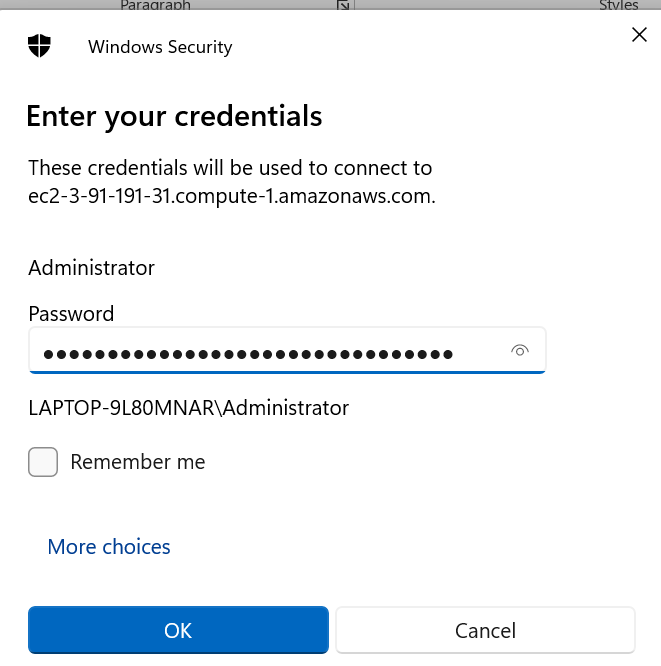 Paragraph Styles
Windows Security
Enter your credentials
These credentials will be used to connect to
ec2-3-91-191-31.compute-1.amazonaws.com.
Administrator
Password
●●●●●●●●●●●●●●●●●●●●●●●●●●●●●●●●
LAPTOP-9L80MNAR\Administrator
Remember me
More choices
OK Cancel